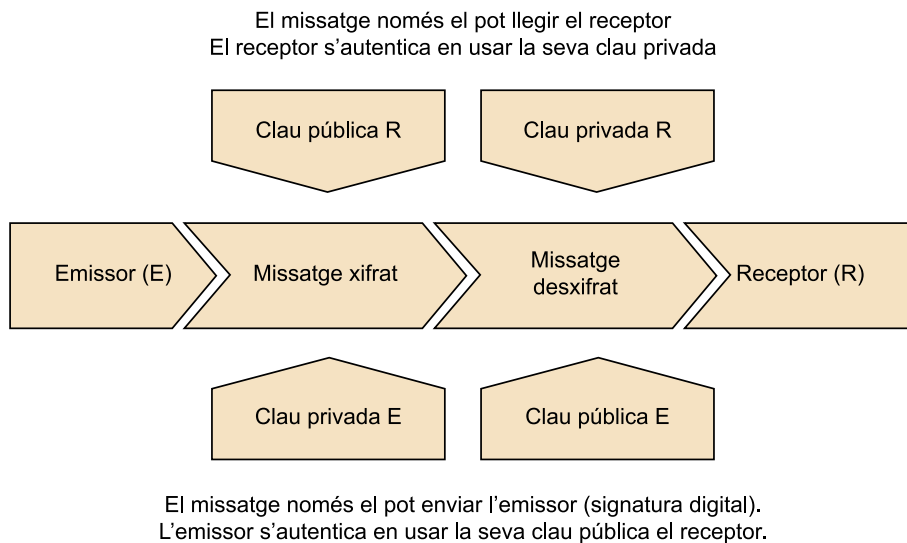 El missatge només el pot llegir el receptor
El receptor s'autentica en usar la seva clau privada
Clau pública R
Clau privada R
Emissor (E)
Missatge xifrat
Missatge
desxifrat
Receptor (R)
Clau privada E
Clau pública E
El missatge només el pot enviar l'emissor (signatura digital).
L'emissor s'autentica en usar la seva clau pública el receptor.